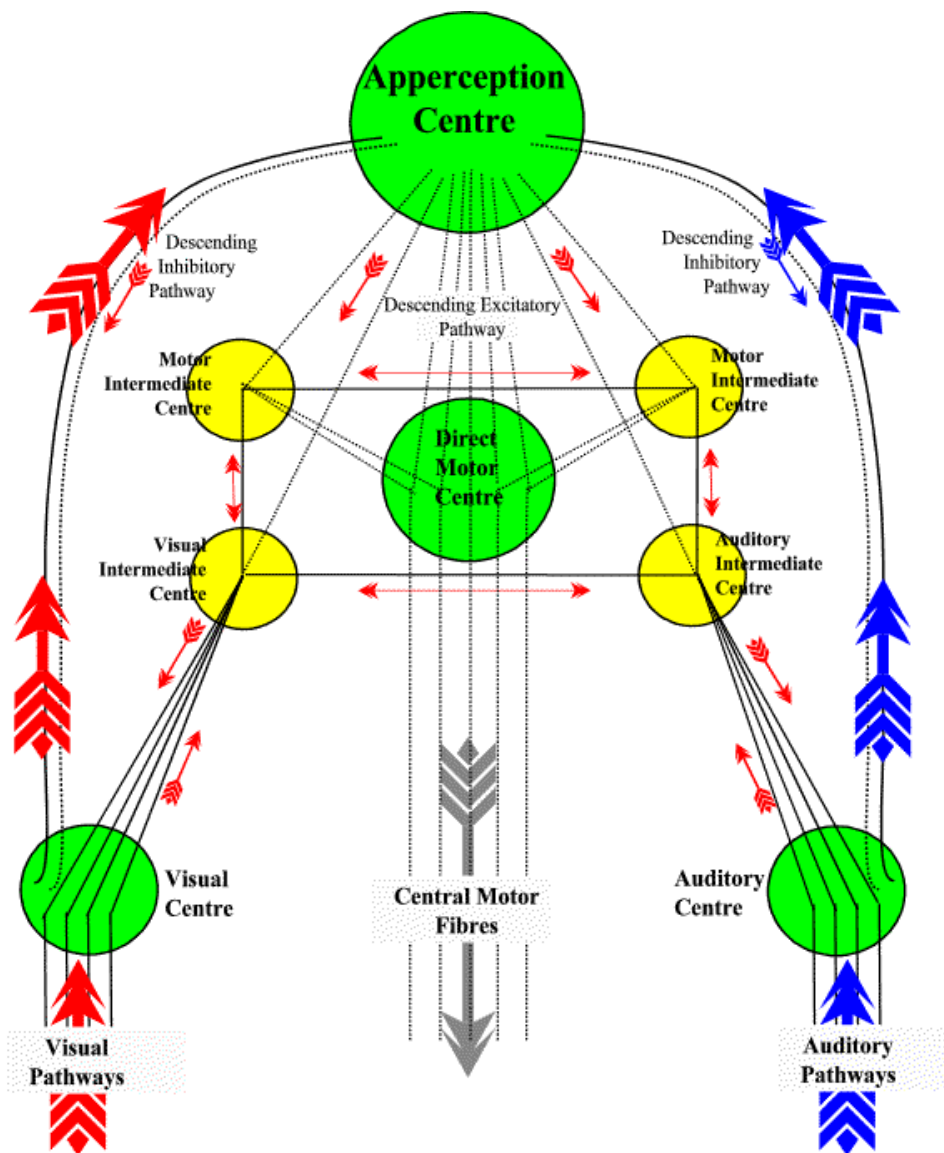 Apperception
Centre
Descending
Inhibitory
Pathway
Descending
Inhibitory
Pathway
Descending Excitatory
Pathway
Motor
Intermediate
Centre
Motor
Intermediate
Centre
Direct
Motor
Centre
Visual
Intermediate
Centre
Auditory
Intermediate
Centre
Visual
Centre
Central Motor
Fibres
Auditory
Centre
Visual
Pathways
Auditory
Pathways